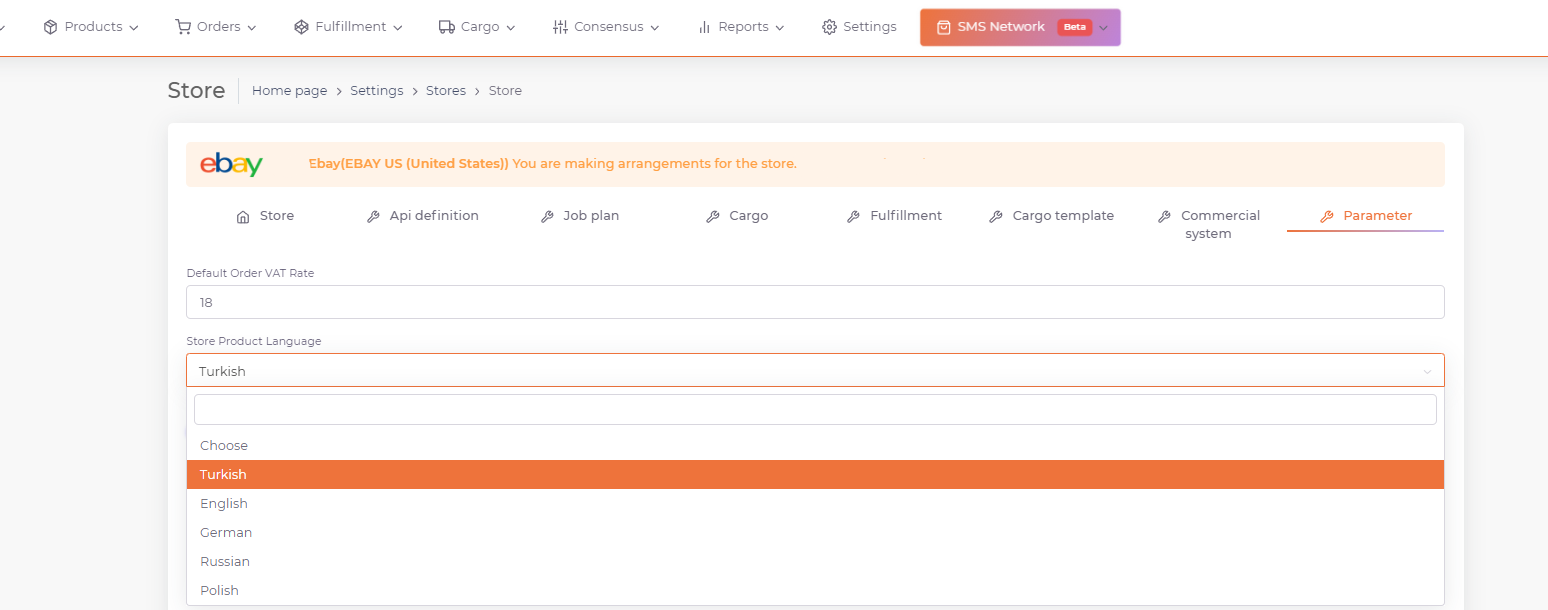 Products Orders Fulfillment Cargo Consensus Reports Settings SMS Network Beta
Store Home page > Settings > Stores > Store
ebay Ebay(EBAY US (United States)) You are making arrangements for the store.
Store Api definition Job plan Cargo Fulfillment Cargo template Commercial system Parameter
Default Order VAT Rate
18
Store Product Language
Turkish
Choose
Turkish
English
German
Russian
Polish